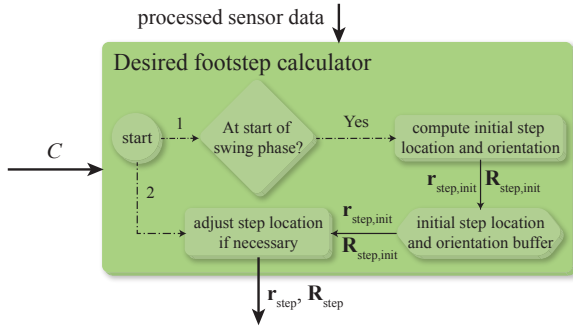 processed sensor data
Desired footstep calculator
start
1
At start of
swing phase?
Yes
compute initial step
location and orientation
C
2
r_step,init R_step,init
initial step location
and orientation buffer
r_step,init
R_step,init
adjust step location
if necessary
r_step, R_step